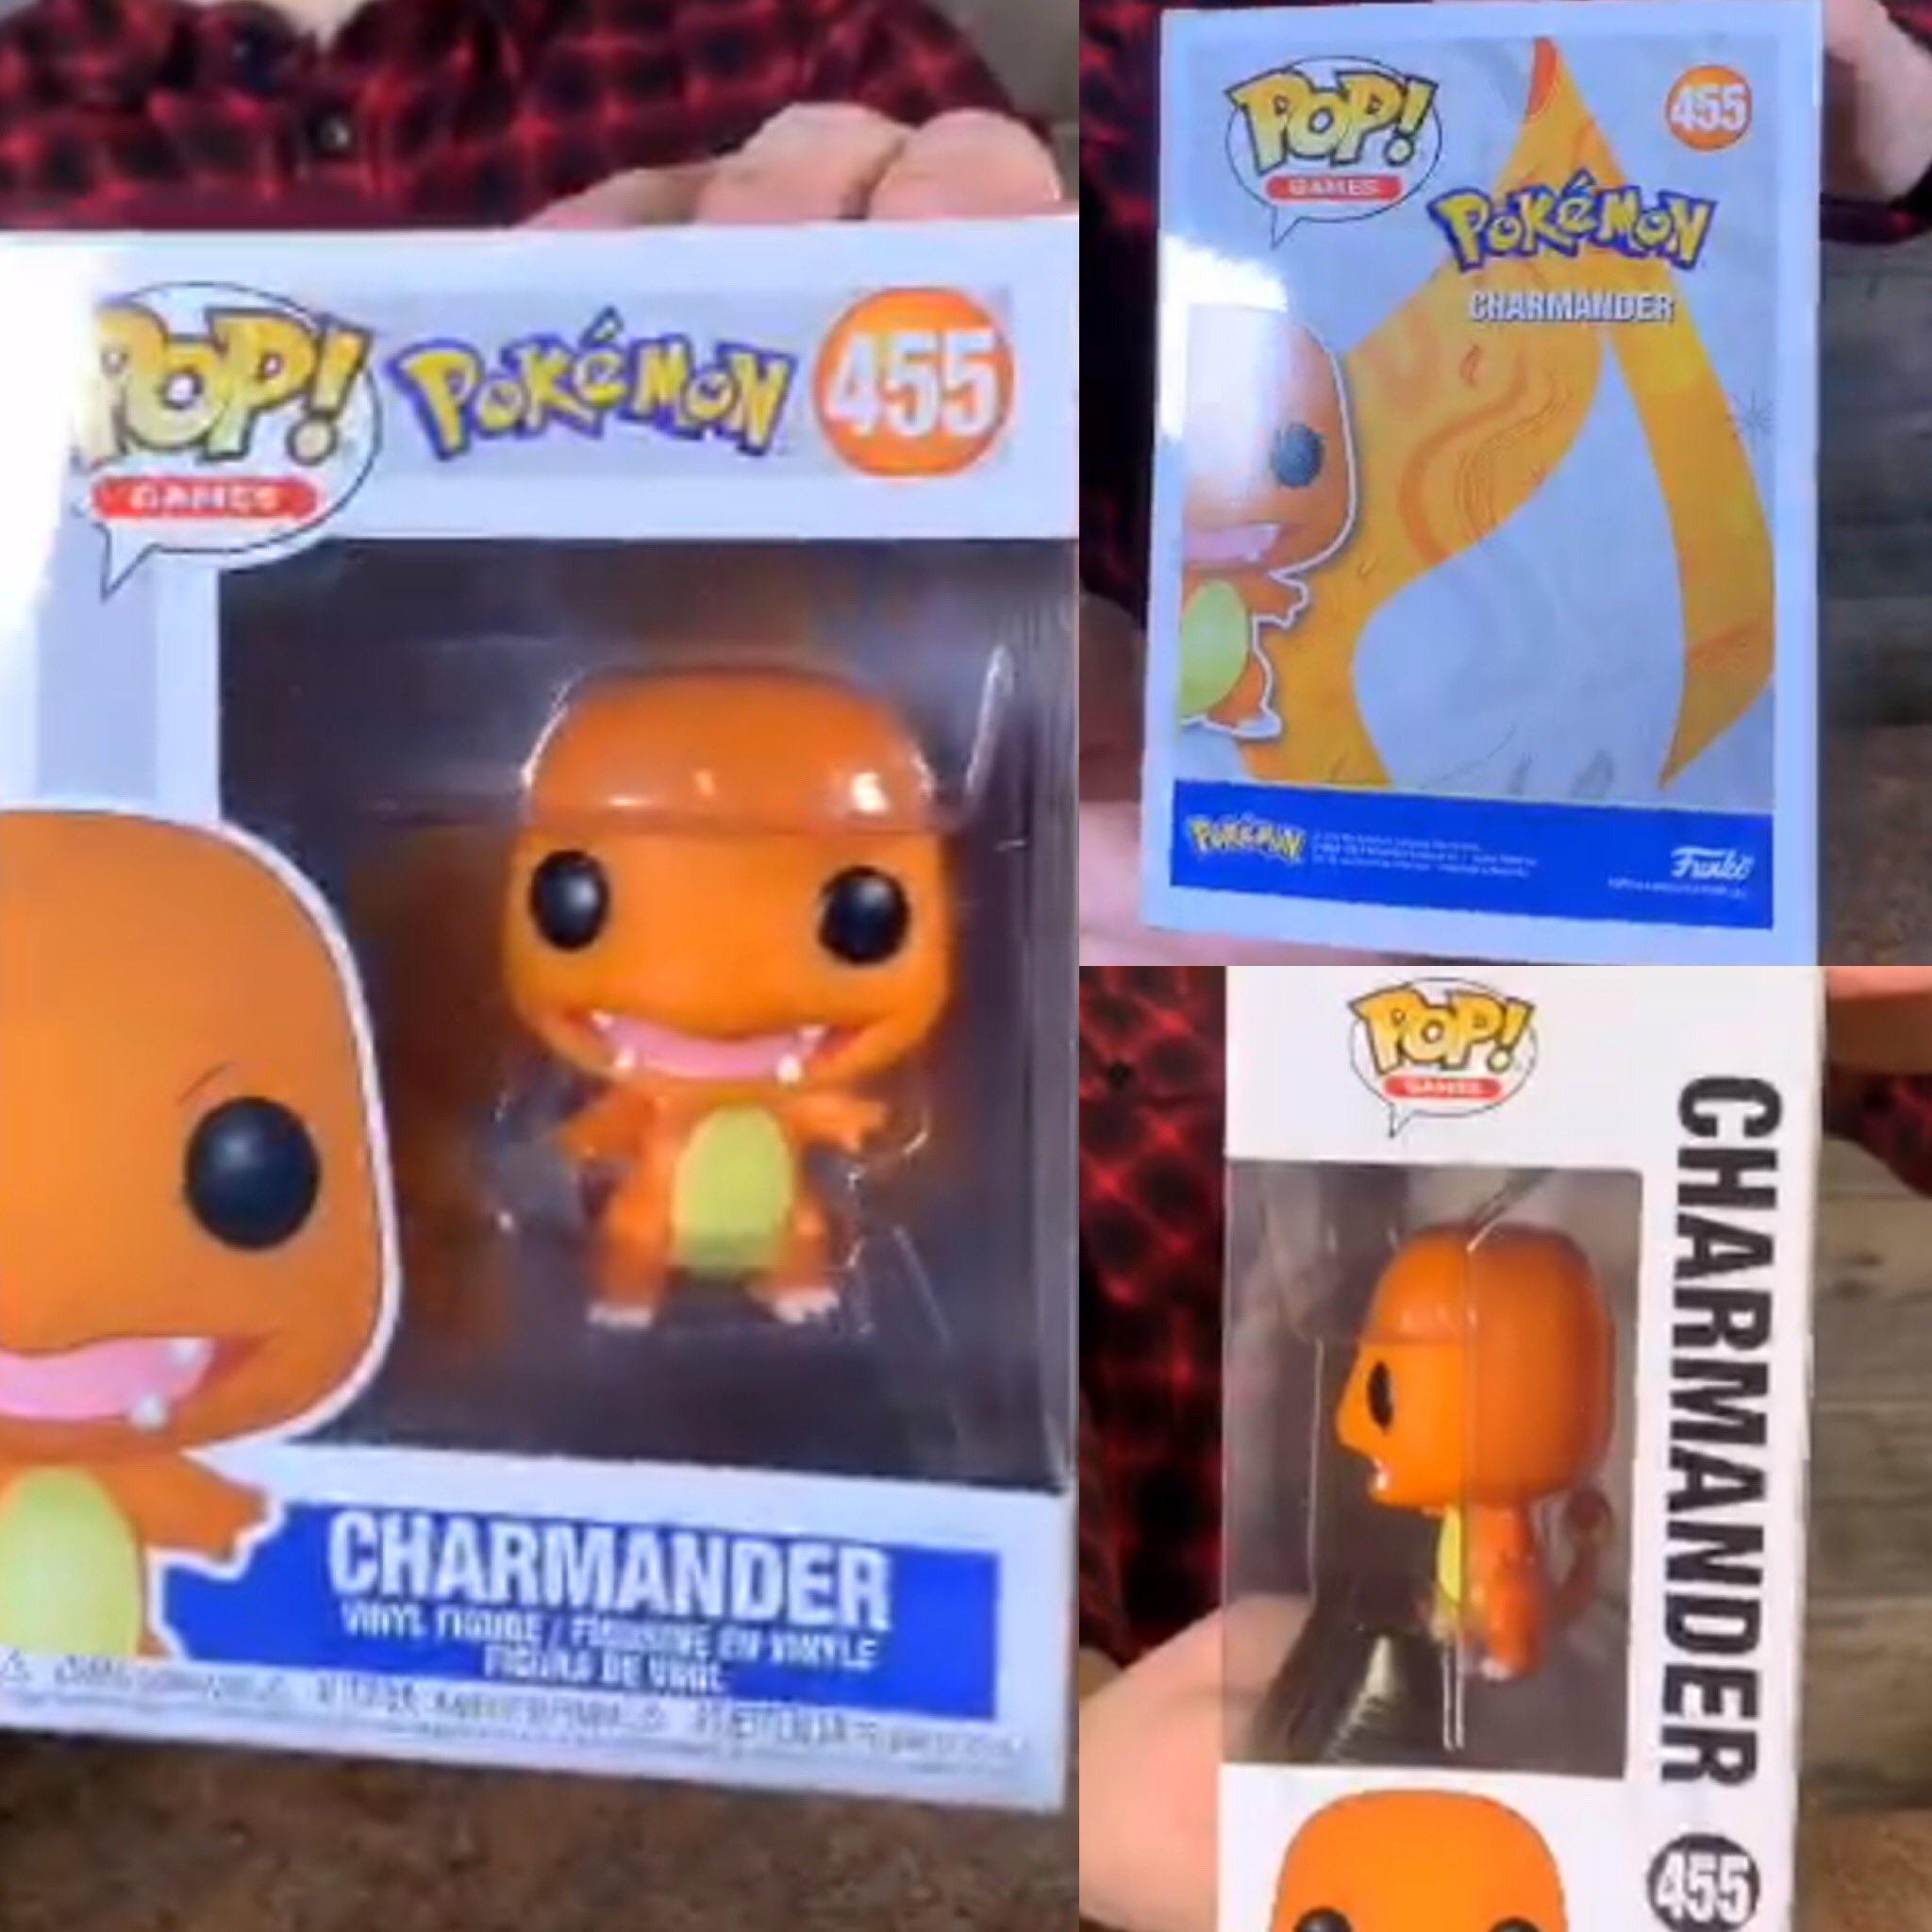 POP!
GAMES
POKéMON
455
CHARMANDER
VINYL FIGURE / FIGURINE EN VINYLE
FIGURA DE VINIL
POP!
GAMES
455
POKéMON
CHARMANDER
POKéMON
Funko
POP!
GAMES
CHARMANDER
455